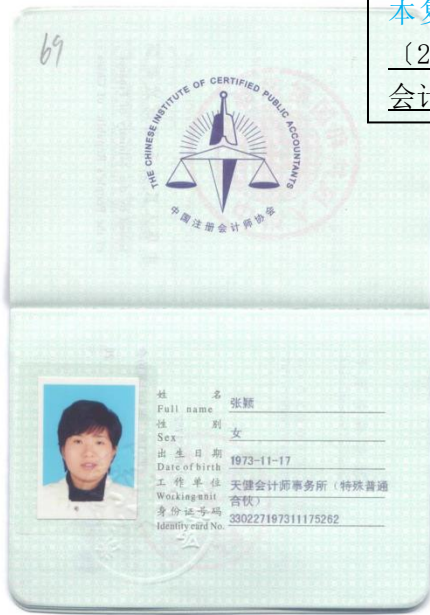 69
本复
〔2
会计
THE CHINESE INSTITUTE OF CERTIFIED PUBLIC ACCOUNTANTS
中国注册会计师协会
姓 名
Full name 张颖
性 别
Sex 女
出生日期
Date of birth 1973-11-17
工作单位 天健会计师事务所（特殊普通
Working unit 合伙）
身份证号码
Identity card No. 330227197311175262